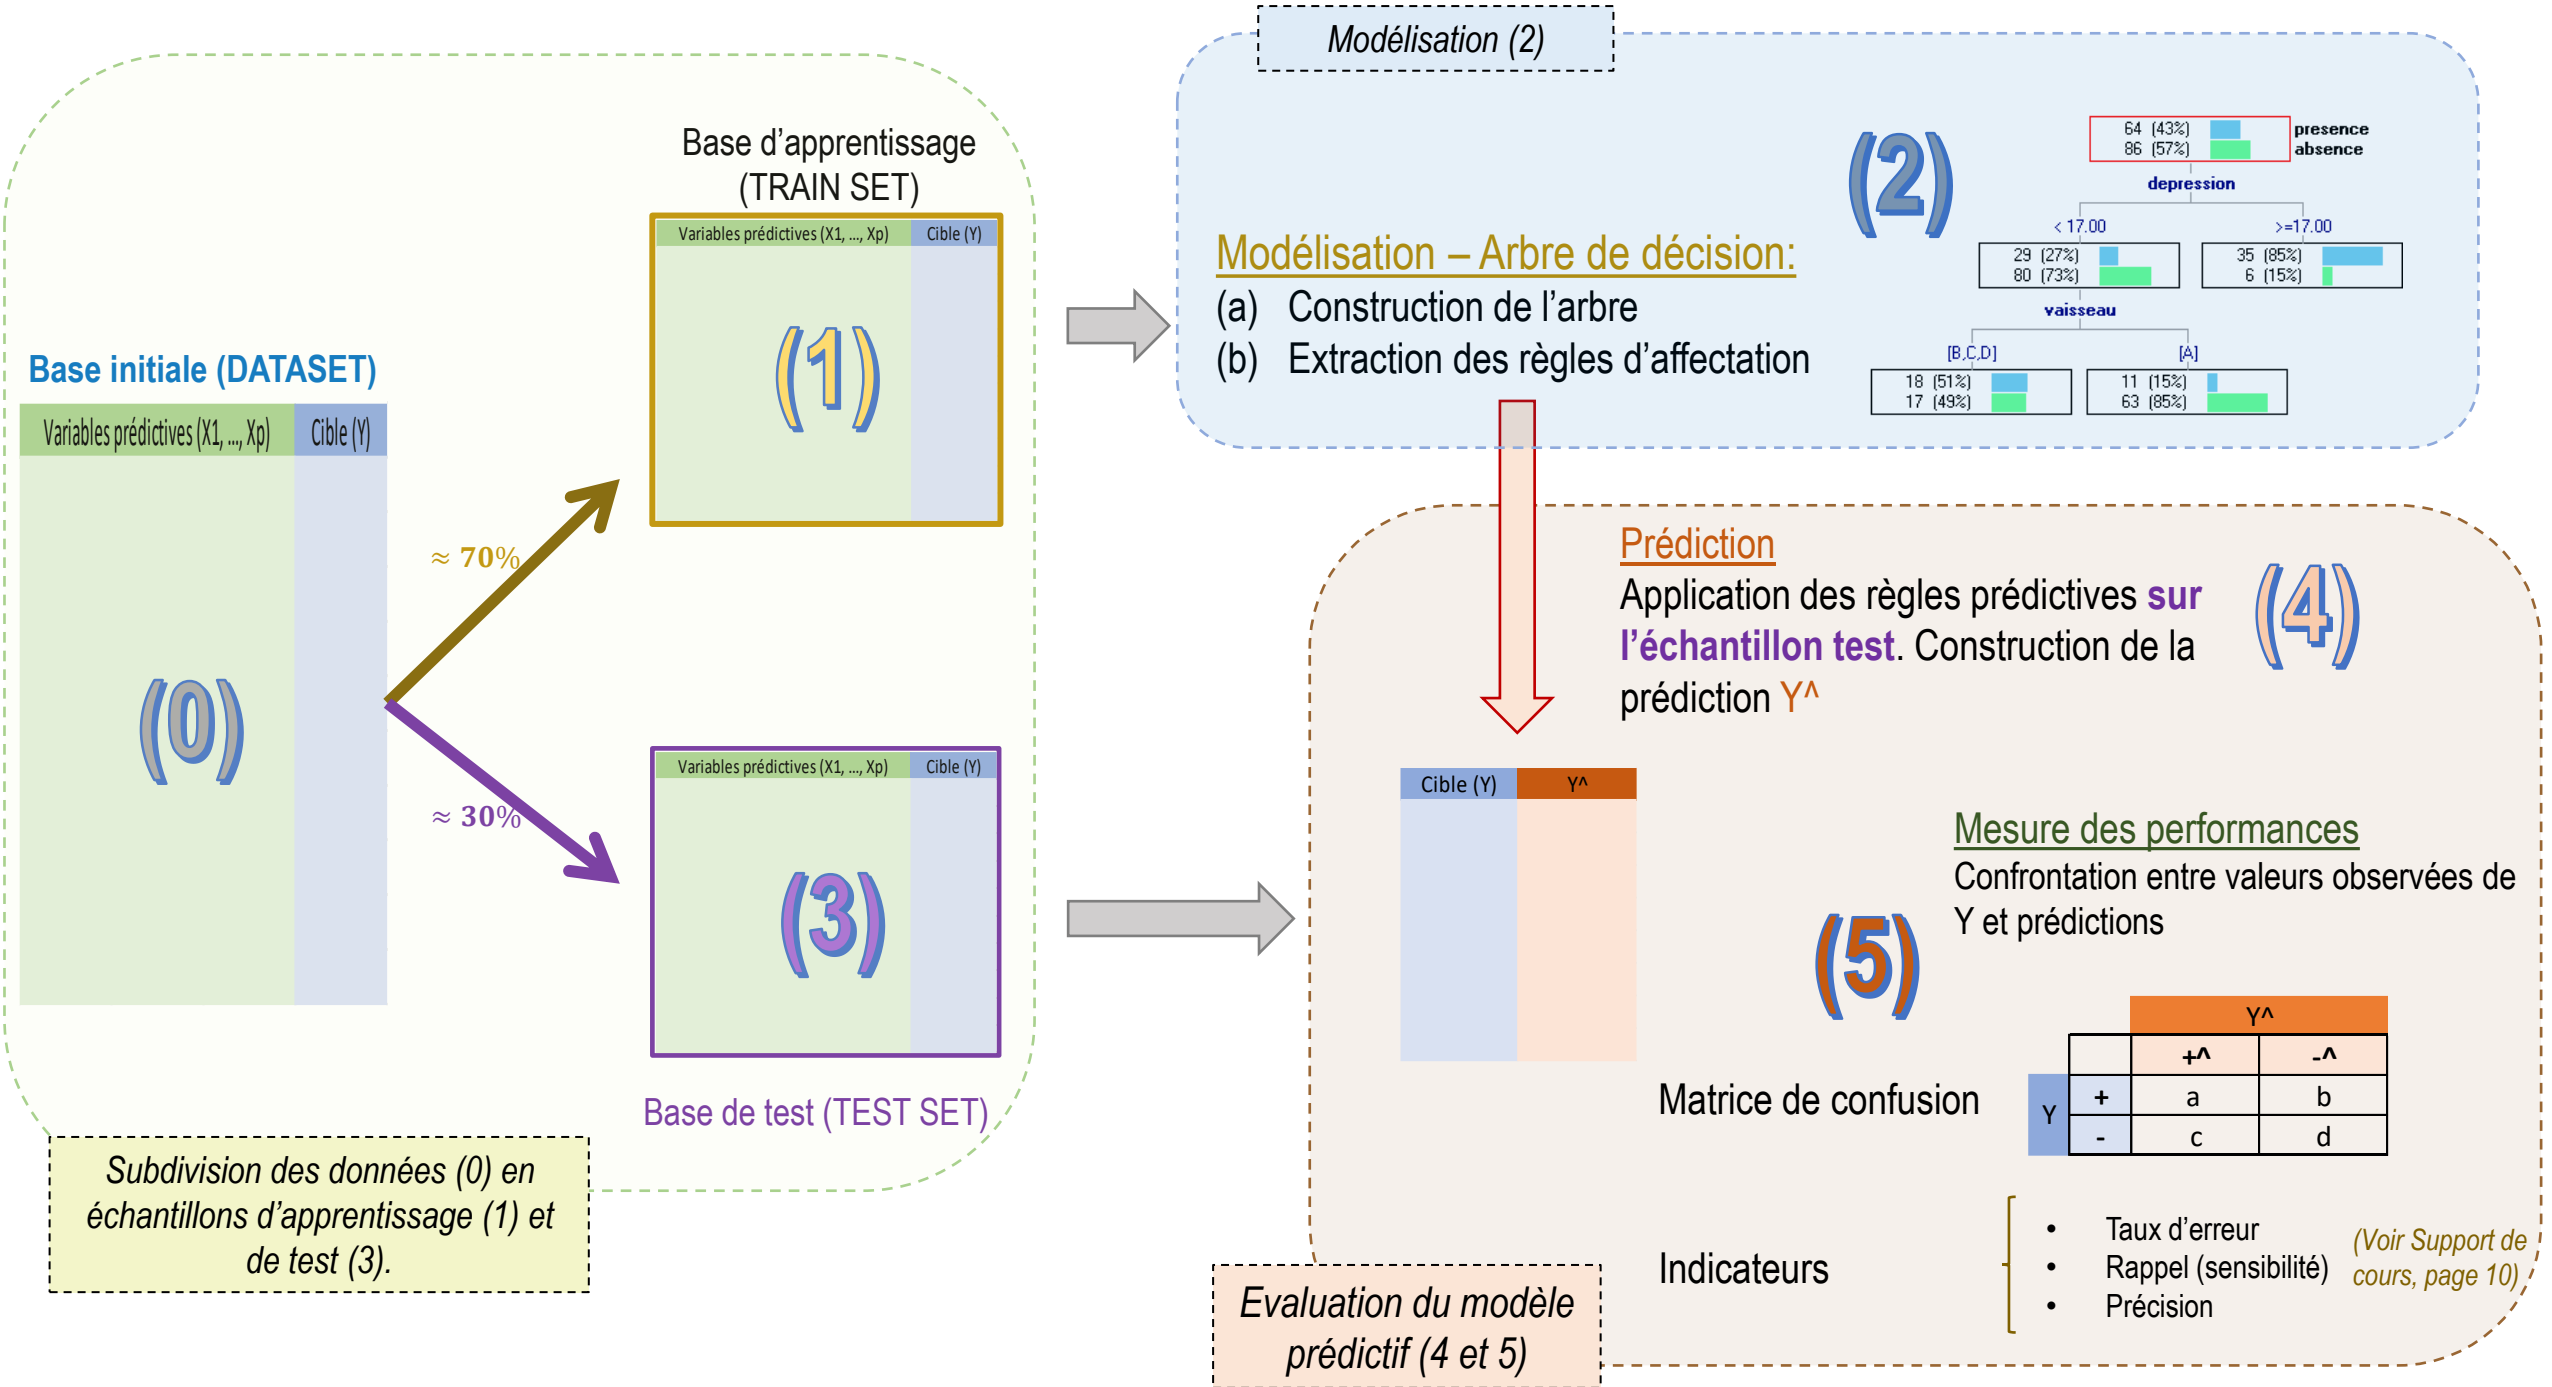 Base initiale (DATASET)
Variables prédictives (X1, ..., Xp) Cible (Y)
(0)
≈ 70%
≈ 30%
Base d'apprentissage
(TRAIN SET)
Variables prédictives (X1, ..., Xp) Cible (Y)
(1)
Variables prédictives (X1, ..., Xp) Cible (Y)
(3)
Base de test (TEST SET)
Subdivision des données (0) en
échantillons d'apprentissage (1) et
de test (3).
Modélisation (2)
(2)
Modélisation – Arbre de décision:
(a) Construction de l'arbre
(b) Extraction des règles d'affectation
64 (43%) presence
86 (57%) absence
depression
< 17.00 >=17.00
29 (27%) 35 (85%)
80 (73%) 6 (15%)
vaisseau
[B,C,D] [A]
18 (51%) 11 (15%)
17 (49%) 63 (85%)
Prédiction
Application des règles prédictives sur
l'échantillon test. Construction de la
prédiction Y^
(4)
Cible (Y) Y^
Mesure des performances
Confrontation entre valeurs observées de
Y et prédictions
(5)
Matrice de confusion
Y^
+^ -^
Y + a b
- c d
Indicateurs
• Taux d'erreur
• Rappel (sensibilité)
• Précision
(Voir Support de
cours, page 10)
Evaluation du modèle
prédictif (4 et 5)